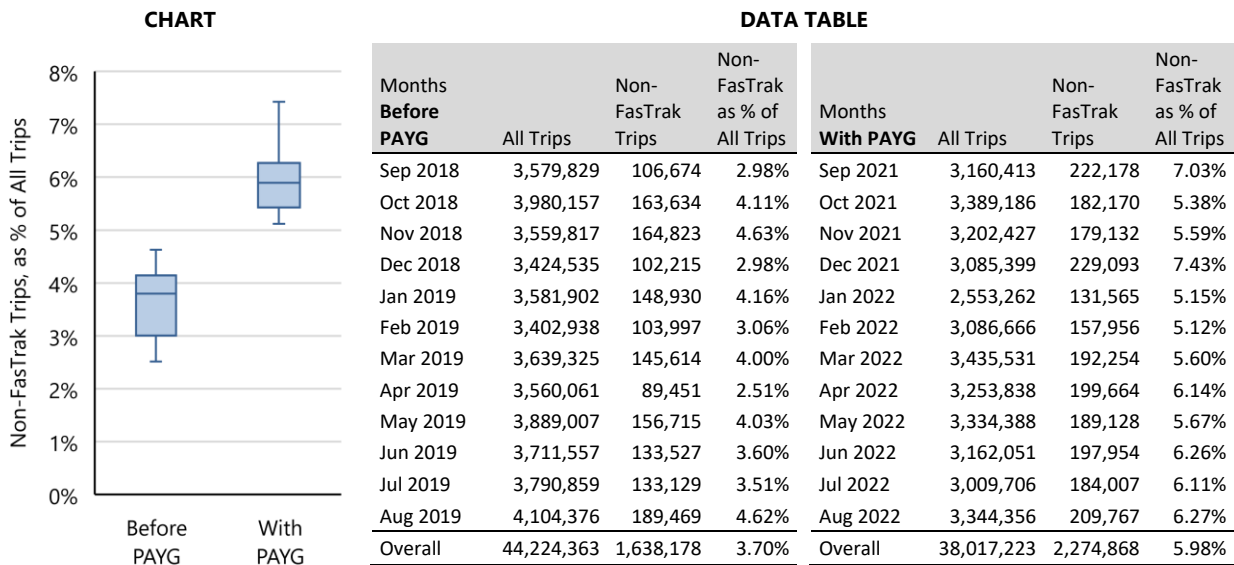 CHART
Non-FasTrak Trips, as % of All Trips
8%
7%
6%
5%
4%
3%
2%
1%
0%
Before
PAYG
With
PAYG
DATA TABLE
Months
Before
PAYG
All Trips
Non-
FasTrak
Trips
Non-
FasTrak
as % of
All Trips
Sep 2018 3,579,829 106,674 2.98%
Oct 2018 3,980,157 163,634 4.11%
Nov 2018 3,559,817 164,823 4.63%
Dec 2018 3,424,535 102,215 2.98%
Jan 2019 3,581,902 148,930 4.16%
Feb 2019 3,402,938 103,997 3.06%
Mar 2019 3,639,325 145,614 4.00%
Apr 2019 3,560,061 89,451 2.51%
May 2019 3,889,007 156,715 4.03%
Jun 2019 3,711,557 133,527 3.60%
Jul 2019 3,790,859 133,129 3.51%
Aug 2019 4,104,376 189,469 4.62%
Overall 44,224,363 1,638,178 3.70%
Months
With PAYG
All Trips
Non-
FasTrak
Trips
Non-
FasTrak
as % of
All Trips
Sep 2021 3,160,413 222,178 7.03%
Oct 2021 3,389,186 182,170 5.38%
Nov 2021 3,202,427 179,132 5.59%
Dec 2021 3,085,399 229,093 7.43%
Jan 2022 2,553,262 131,565 5.15%
Feb 2022 3,086,666 157,956 5.12%
Mar 2022 3,435,531 192,254 5.60%
Apr 2022 3,253,838 199,664 6.14%
May 2022 3,334,388 189,128 5.67%
Jun 2022 3,162,051 197,954 6.26%
Jul 2022 3,009,706 184,007 6.11%
Aug 2022 3,344,356 209,767 6.27%
Overall 38,017,223 2,274,868 5.98%